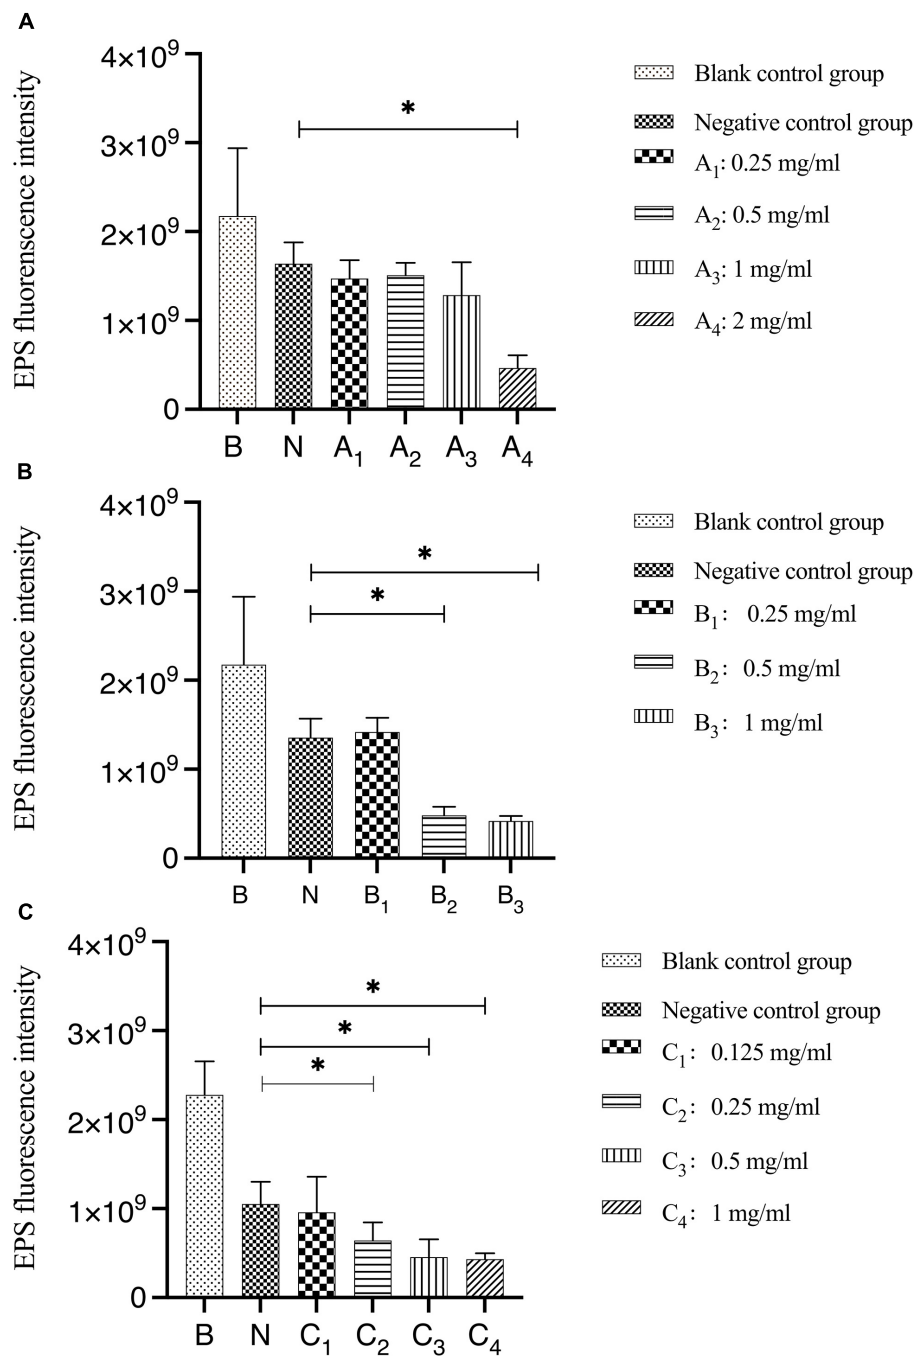 A
EPS fluorenscence intensity
4×10⁹
3×10⁹
2×10⁹
1×10⁹
0
*
B N A₁ A₂ A₃ A₄
Blank control group
Negative control group
A₁: 0.25 mg/ml
A₂: 0.5 mg/ml
A₃: 1 mg/ml
A₄: 2 mg/ml
B
EPS fluorescence intensity
4×10⁹
3×10⁹
2×10⁹
1×10⁹
0
*
*
B N B₁ B₂ B₃
Blank control group
Negative control group
B₁: 0.25 mg/ml
B₂: 0.5 mg/ml
B₃: 1 mg/ml
C
EPS fluorescence intensity
4×10⁹
3×10⁹
2×10⁹
1×10⁹
0
*
*
*
B N C₁ C₂ C₃ C₄
Blank control group
Negative control group
C₁: 0.125 mg/ml
C₂: 0.25 mg/ml
C₃: 0.5 mg/ml
C₄: 1 mg/ml